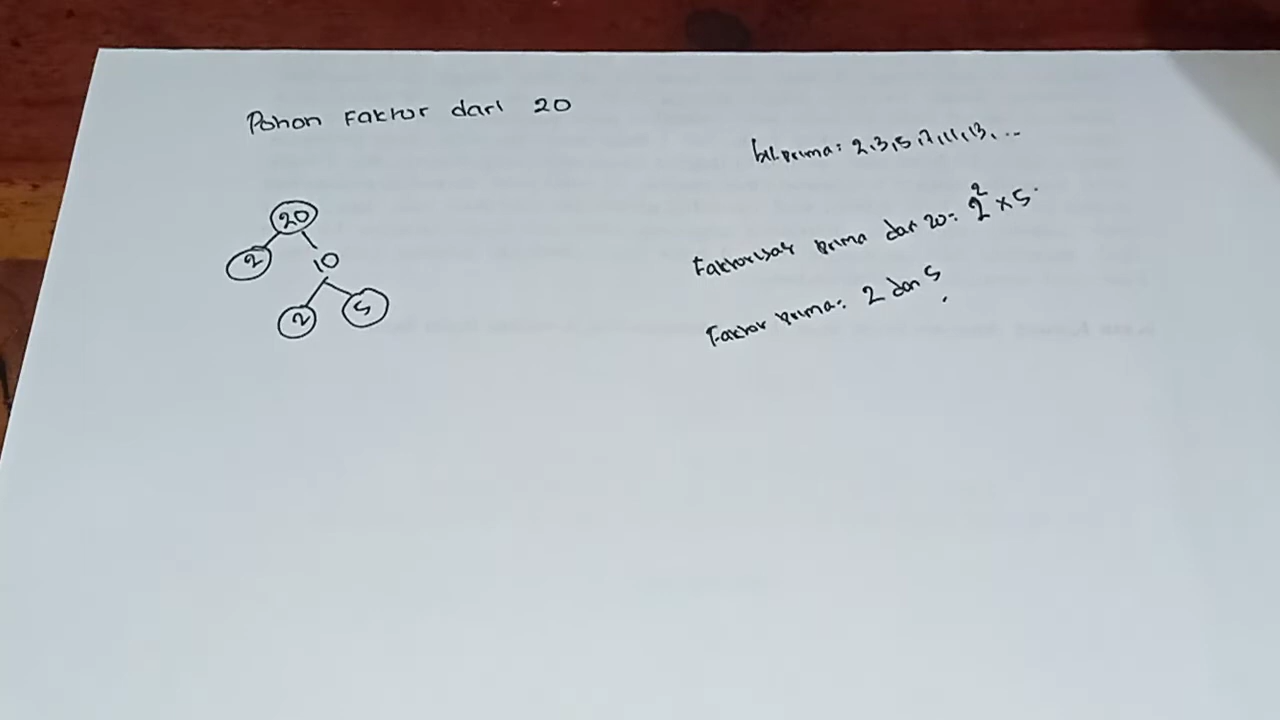 Pohon Faktor dari 20
20
2 10
2 5
bil.prima: 2,3,5,7,11,13,...
Faktorisasi prima dari 20 = 2² x 5.
Faktor prima = 2 dan 5.